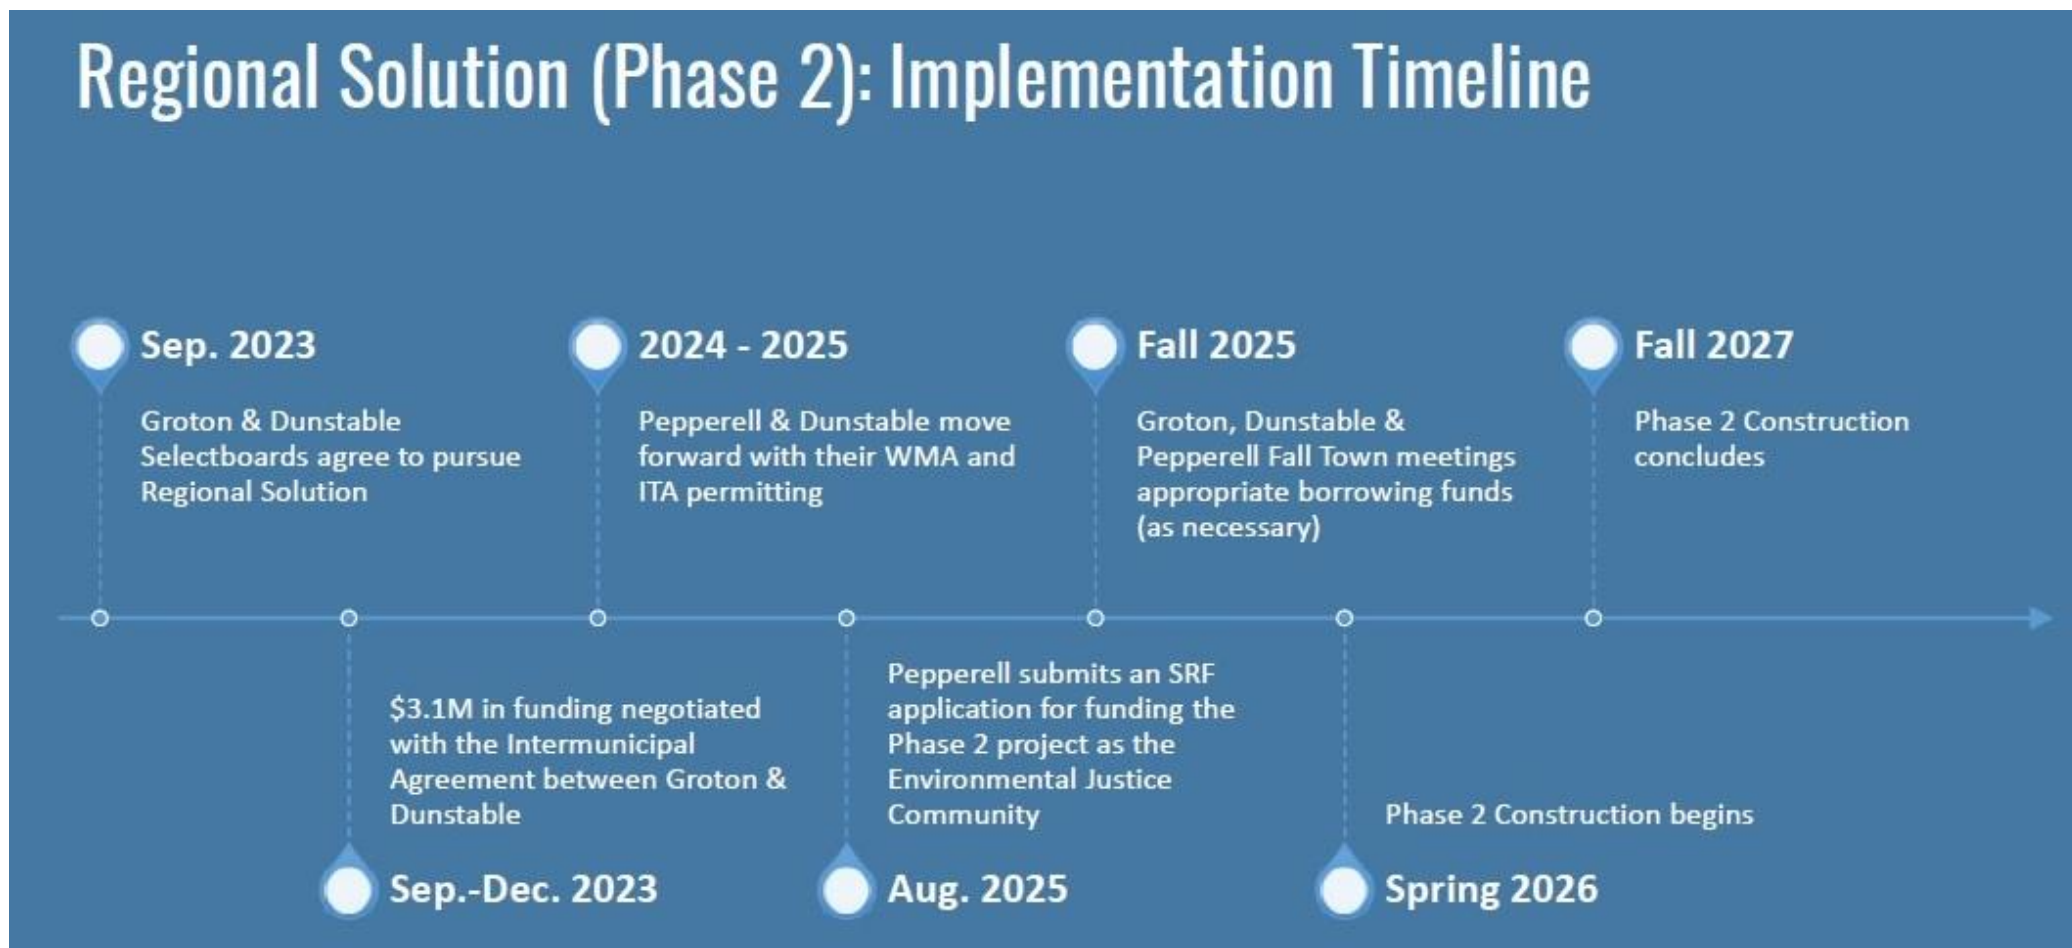 Regional Solution (Phase 2): Implementation Timeline
Sep. 2023
Groton & Dunstable
Selectboards agree to pursue
Regional Solution
$3.1M in funding negotiated
with the Intermunicipal
Agreement between Groton &
Dunstable
Sep.-Dec. 2023
2024 - 2025
Pepperell & Dunstable move
forward with their WMA and
ITA permitting
Pepperell submits an SRF
application for funding the
Phase 2 project as the
Environmental Justice
Community
Aug. 2025
Fall 2025
Groton, Dunstable &
Pepperell Fall Town meetings
appropriate borrowing funds
(as necessary)
Phase 2 Construction begins
Spring 2026
Fall 2027
Phase 2 Construction
concludes